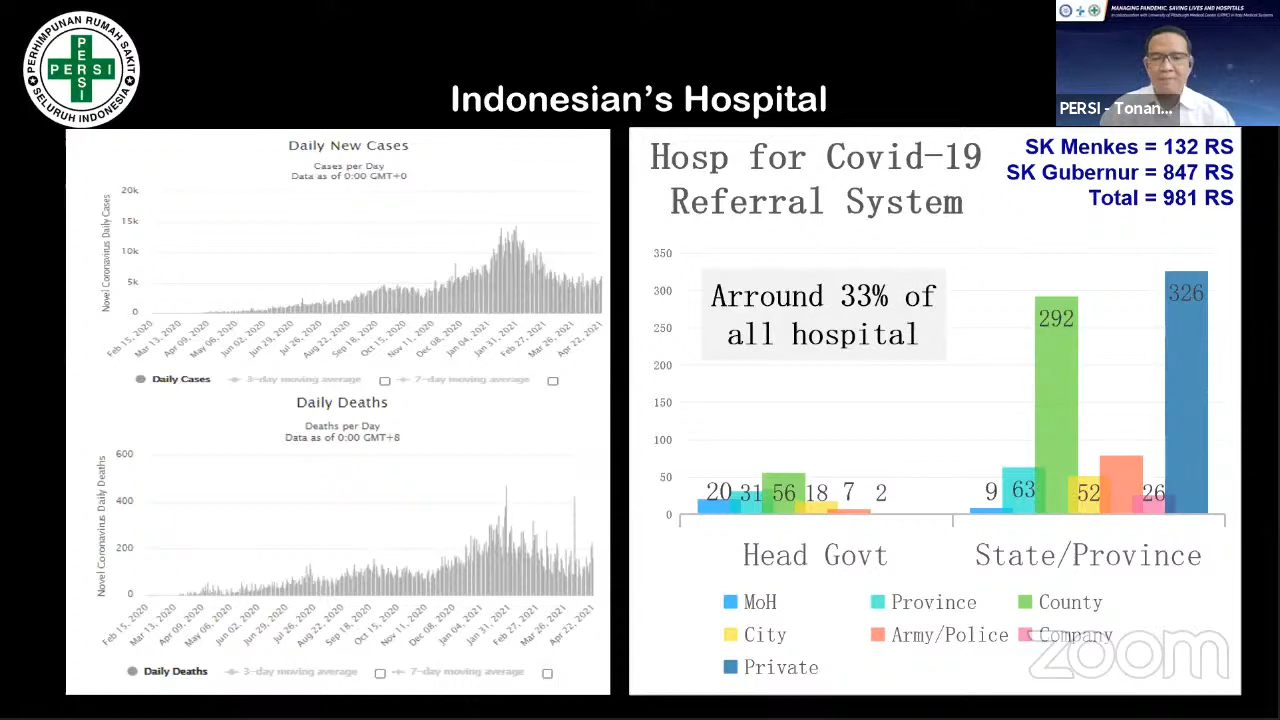 PERHIMPUNAN RUMAH SAKIT
PERSI
PERSI
SELURUH INDONESIA
Indonesian's Hospital
MANAGING PANDEMIC, SAVING LIVES AND HOSPITALS
PERSI - Tonan...
Daily New Cases
Cases per Day
Data as of 0:00 GMT+0
Novel Coronavirus Daily Cases
20k
15k
10k
5k
0
Feb 15, 2020
Mar 13, 2020
Apr 09, 2020
May 06, 2020
Jun 02, 2020
Jun 29, 2020
Jul 26, 2020
Aug 22, 2020
Sep 18, 2020
Oct 15, 2020
Nov 11, 2020
Dec 08, 2020
Jan 04, 2021
Jan 31, 2021
Feb 27, 2021
Mar 26, 2021
Apr 22, 2021
Daily Cases
3-day moving average
7-day moving average
Daily Deaths
Deaths per Day
Data as of 0:00 GMT+8
Novel Coronavirus Daily Deaths
600
400
200
0
Feb 15, 2020
Mar 13, 2020
Apr 09, 2020
May 06, 2020
Jun 02, 2020
Jun 29, 2020
Jul 26, 2020
Aug 22, 2020
Sep 18, 2020
Oct 15, 2020
Nov 11, 2020
Dec 08, 2020
Jan 04, 2021
Jan 31, 2021
Feb 27, 2021
Mar 26, 2021
Apr 22, 2021
Daily Deaths
3-day moving average
7-day moving average
Hosp for Covid-19
Referral System
SK Menkes = 132 RS
SK Gubernur = 847 RS
Total = 981 RS
Arround 33% of
all hospital
350
300
250
200
150
100
50
0
20 31 56 18 7 2
9 63 292 52 26 326
Head Govt State/Province
MoH Province County
City Army/Police Company
Private
zoom